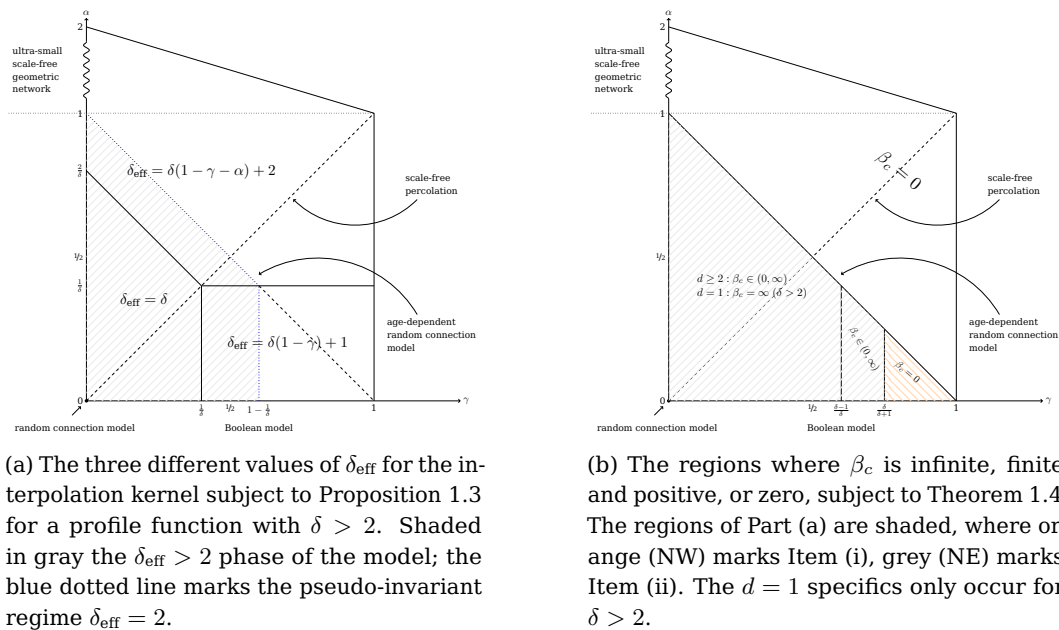 α
2
ultra-small
scale-free
geometric
network
1
δ_eff = δ(1 − γ − α) + 2
2/δ
scale-free
percolation
1/2
1/δ
δ_eff = δ
age-dependent
random connection
model
δ_eff = δ(1 − γ) + 1
0
1/δ
1/2
1 − 1/δ
1
γ
random connection model
Boolean model
α
2
ultra-small
scale-free
geometric
network
1
β_c = 0
scale-free
percolation
1/2
d ≥ 2 : β_c ∈ (0, ∞)
d = 1 : β_c = ∞ (δ > 2)
age-dependent
random connection
model
β_c ∈ (0, ∞)
β_c = 0
0
1/2
δ−1/δ
δ/δ+1
1
γ
random connection model
Boolean model
(a) The three different values of δ_eff for the in-
terpolation kernel subject to Proposition 1.3
for a profile function with δ > 2. Shaded
in gray the δ_eff > 2 phase of the model; the
blue dotted line marks the pseudo-invariant
regime δ_eff = 2.
(b) The regions where β_c is infinite, finite
and positive, or zero, subject to Theorem 1.4
The regions of Part (a) are shaded, where or
ange (NW) marks Item (i), grey (NE) marks
Item (ii). The d = 1 specifics only occur for
δ > 2.